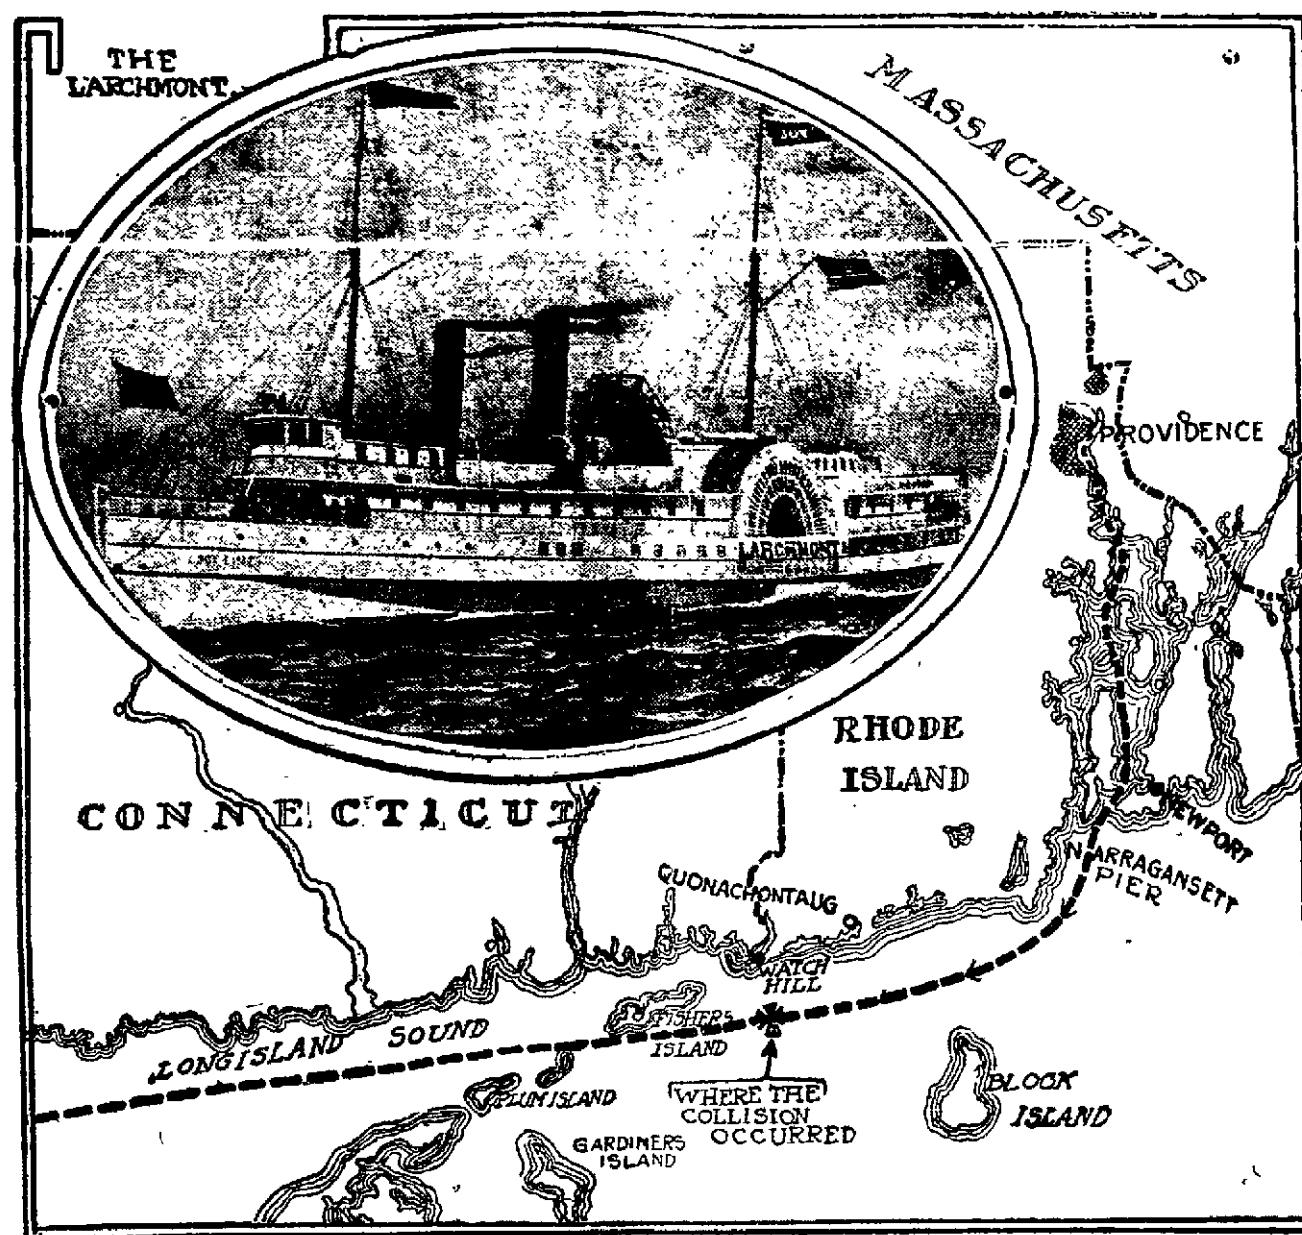 THE
LARCHMONT.
MASSACHUSETTS
LARCHMONT
PROVIDENCE
RHODE
ISLAND
CONNECTICUT
NEWPORT
NARRAGANSETT
PIER
QUONACHONTAUG
WATCH
HILL
FISHERS
ISLAND
LONG ISLAND SOUND
PLUM ISLAND
GARDINERS
ISLAND
WHERE THE
COLLISION
OCCURRED
BLOCK
ISLAND